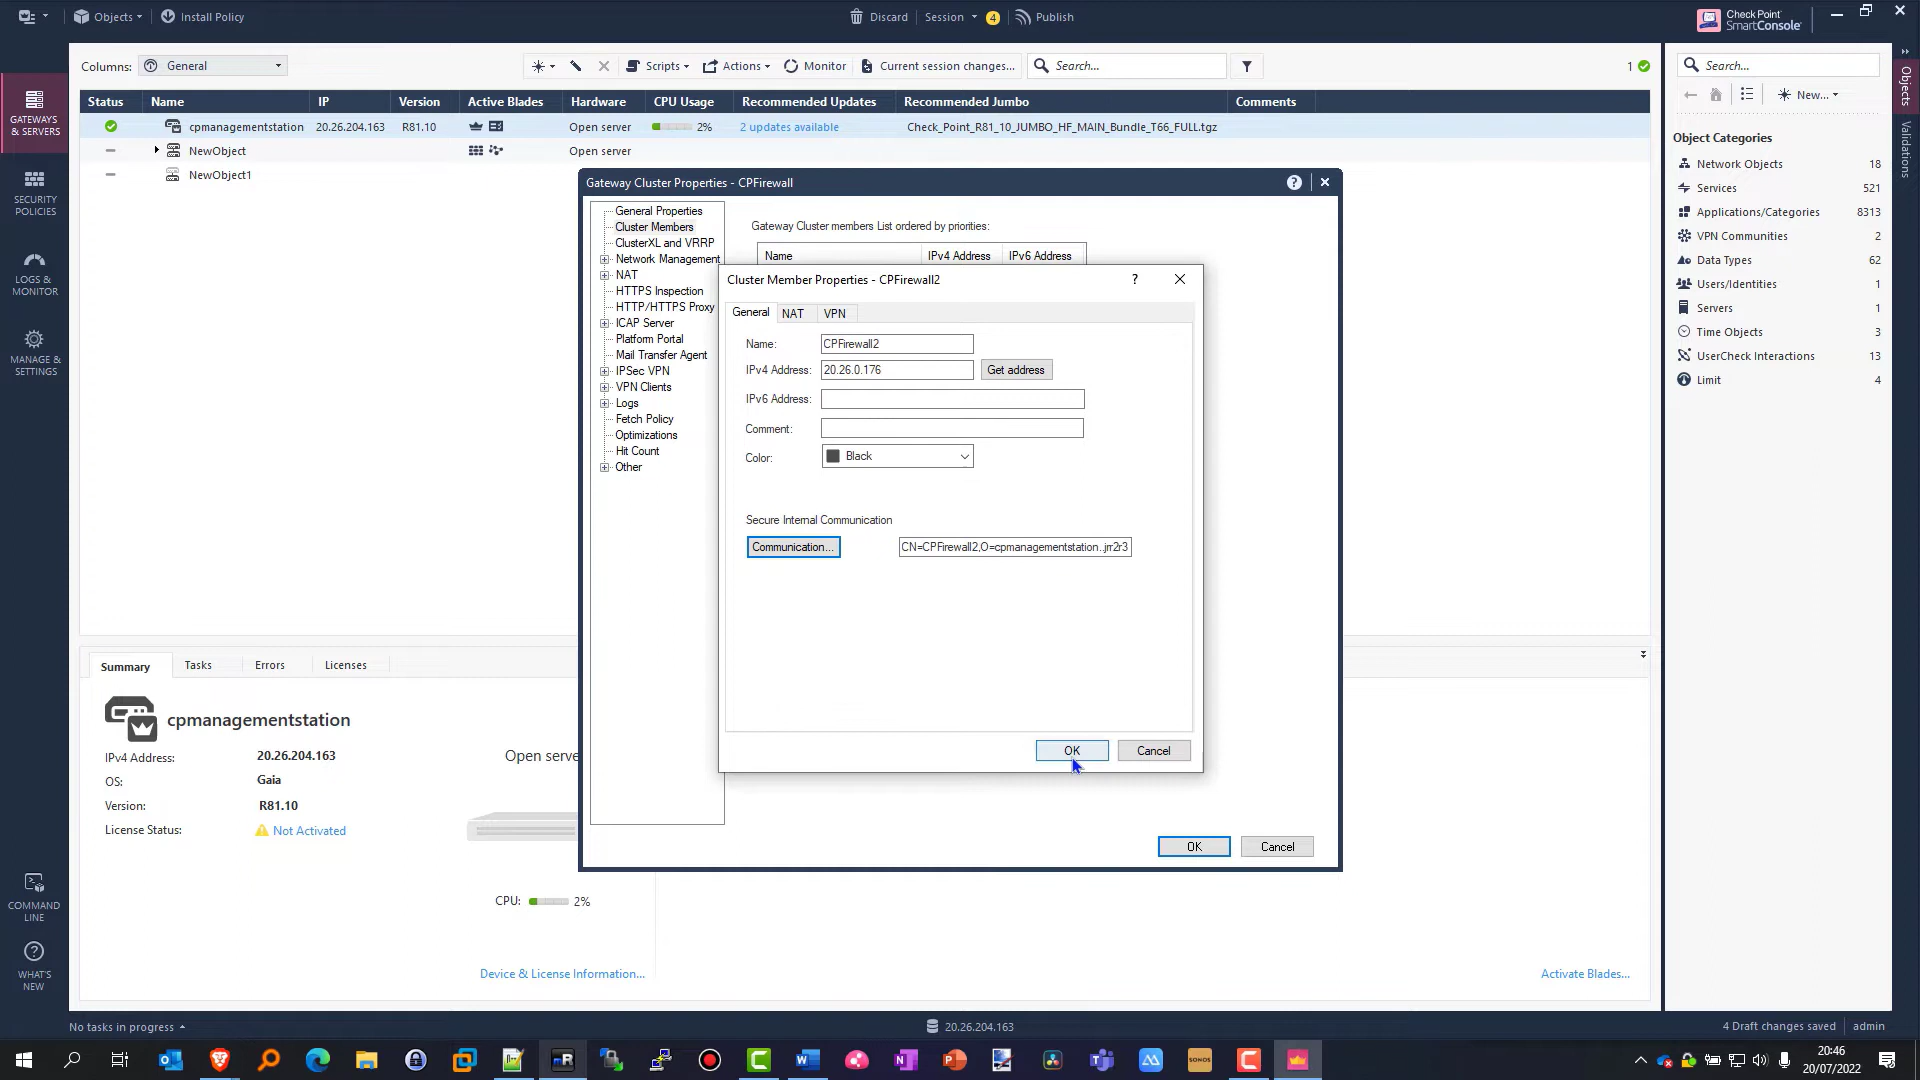 Objects
Install Policy
Discard
Session
4
Publish
Check Point
SmartConsole
Columns:
General
Scripts
Actions
Monitor
Current session changes...
Search...
1
Search...
New...
Objects
Validations
GATEWAYS
& SERVERS
SECURITY
POLICIES
LOGS &
MONITOR
MANAGE &
SETTINGS
COMMAND
LINE
WHAT'S
NEW
Status
Name
IP
Version
Active Blades
Hardware
CPU Usage
Recommended Updates
Recommended Jumbo
Comments
cpmanagementstation
20.26.204.163
R81.10
Open server
2%
2 updates available
Check_Point_R81_10_JUMBO_HF_MAIN_Bundle_T66_FULL.tgz
NewObject
Open server
NewObject1
Object Categories
Network Objects 18
Services 521
Applications/Categories 8313
VPN Communities 2
Data Types 62
Users/Identities 1
Servers 1
Time Objects 3
UserCheck Interactions 13
Limit 4
Gateway Cluster Properties - CPFirewall
General Properties
Cluster Members
ClusterXL and VRRP
Network Management
NAT
HTTPS Inspection
HTTP/HTTPS Proxy
ICAP Server
Platform Portal
Mail Transfer Agent
IPSec VPN
VPN Clients
Logs
Fetch Policy
Optimizations
Hit Count
Other
Gateway Cluster members List ordered by priorities:
Name
IPv4 Address
IPv6 Address
Cluster Member Properties - CPFirewall2
?
General
NAT
VPN
Name:
CPFirewall2
IPv4 Address:
20.26.0.176
Get address
IPv6 Address:
Comment:
Color:
Black
Secure Internal Communication
Communication...
CN=CPFirewall2,O=cpmanagementstation..jrr2r3
OK
Cancel
OK
Cancel
Summary
Tasks
Errors
Licenses
cpmanagementstation
IPv4 Address:
20.26.204.163
OS:
Gaia
Version:
R81.10
License Status:
Not Activated
Open serve
CPU:
2%
Device & License Information...
Activate Blades...
No tasks in progress
20.26.204.163
4 Draft changes saved
admin
SONOS
20:46
20/07/2022